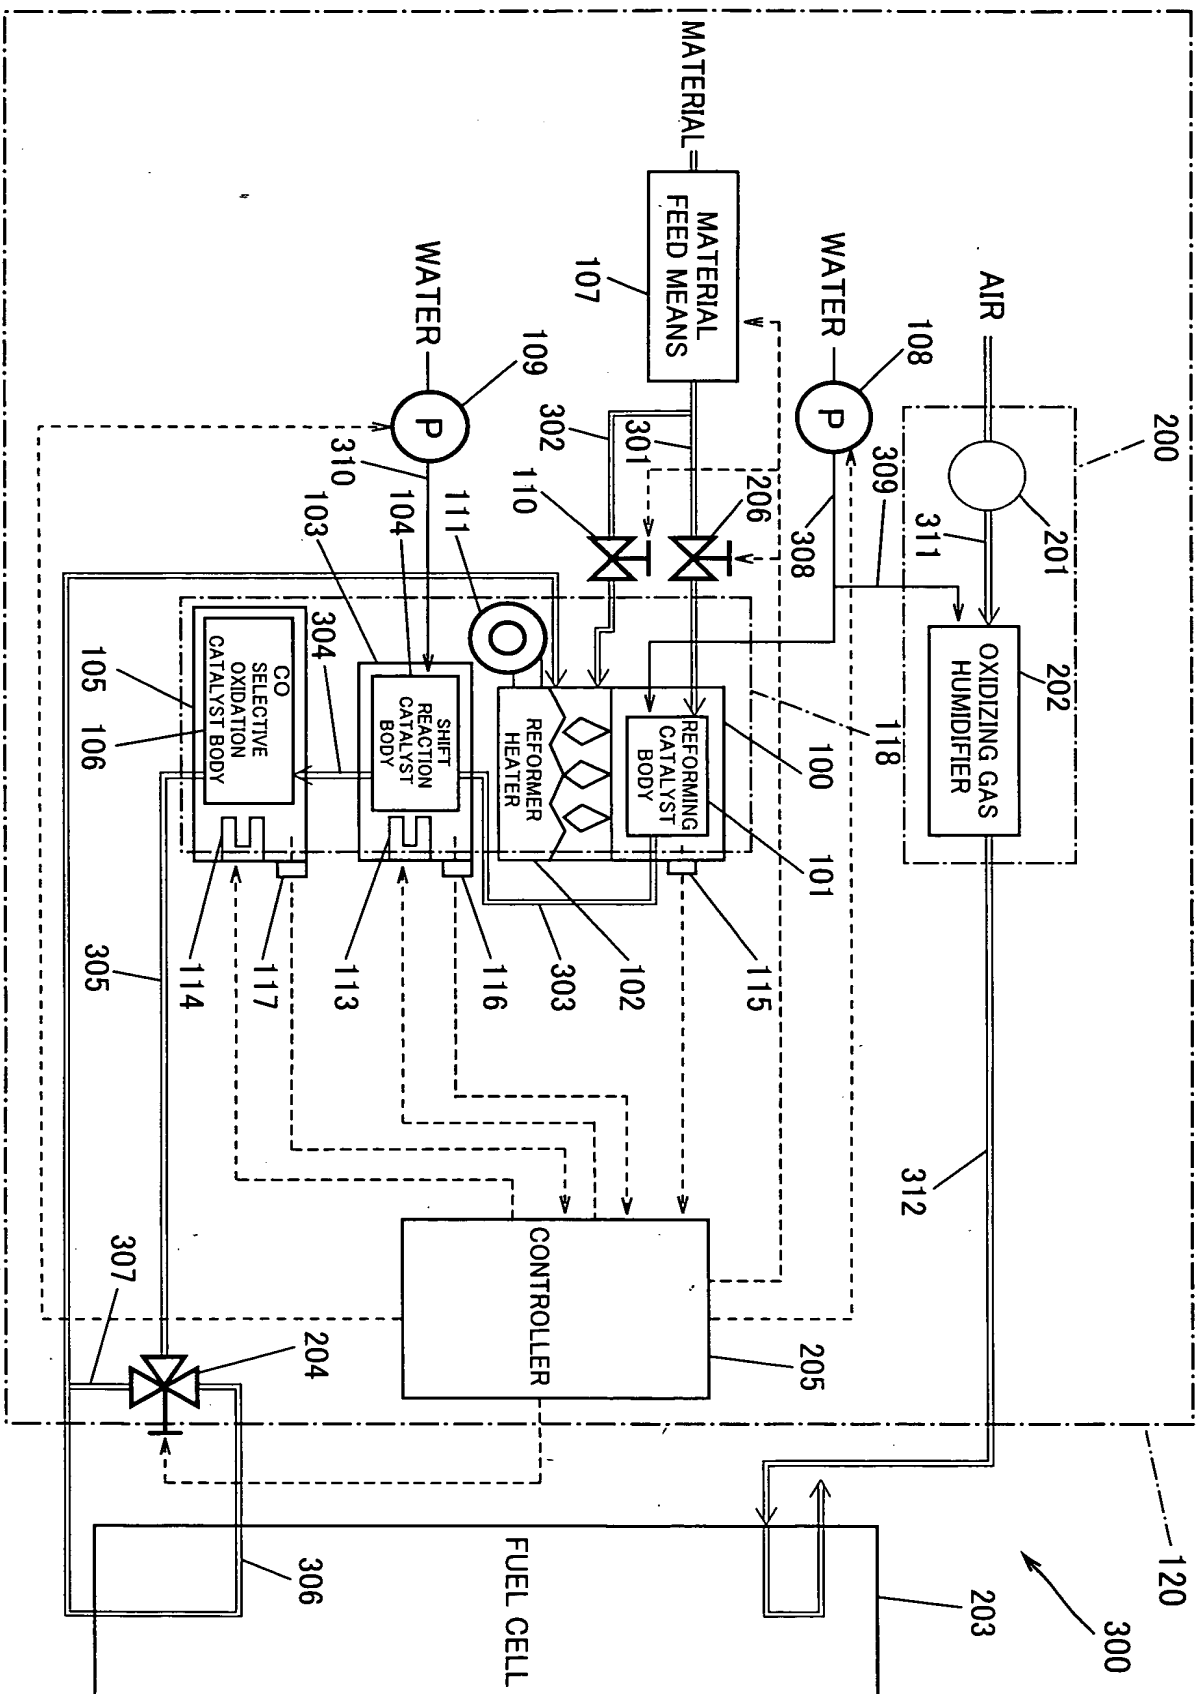 300
120
200
AIR
201
311
202
OXIDIZING GAS
HUMIDIFIER
312
203
FUEL CELL
108
WATER
P
309
308
118
100
101
115
205
CONTROLLER
MATERIAL
MATERIAL
FEED MEANS
107
301
302
206
110
REFORMING
CATALYST
BODY
REFORMER
HEATER
102
303
111
109
WATER
P
310
104
103
SHIFT
REACTION
CATALYST
BODY
116
113
304
CO
SELECTIVE
OXIDATION
CATALYST BODY
105
106
117
114
305
307
204
306